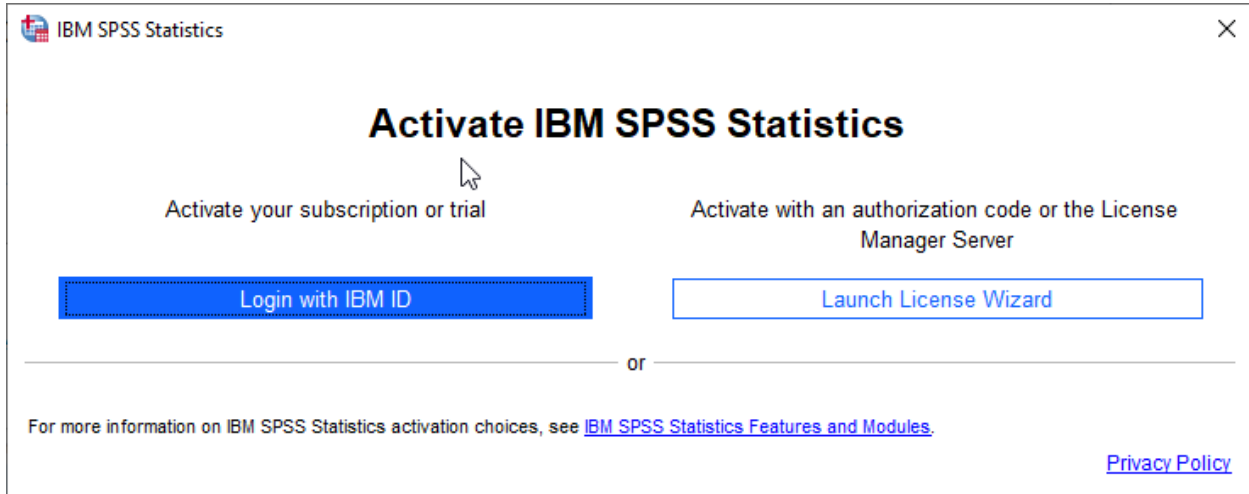 IBM SPSS Statistics
Activate IBM SPSS Statistics
Activate your subscription or trial
Login with IBM ID
Activate with an authorization code or the License
Manager Server
Launch License Wizard
or
For more information on IBM SPSS Statistics activation choices, see IBM SPSS Statistics Features and Modules.
Privacy Policy